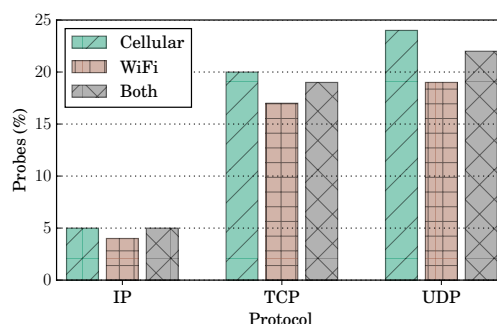 25
20
15
10
5
0
Probes (%)
Cellular
WiFi
Both
IP TCP UDP
Protocol